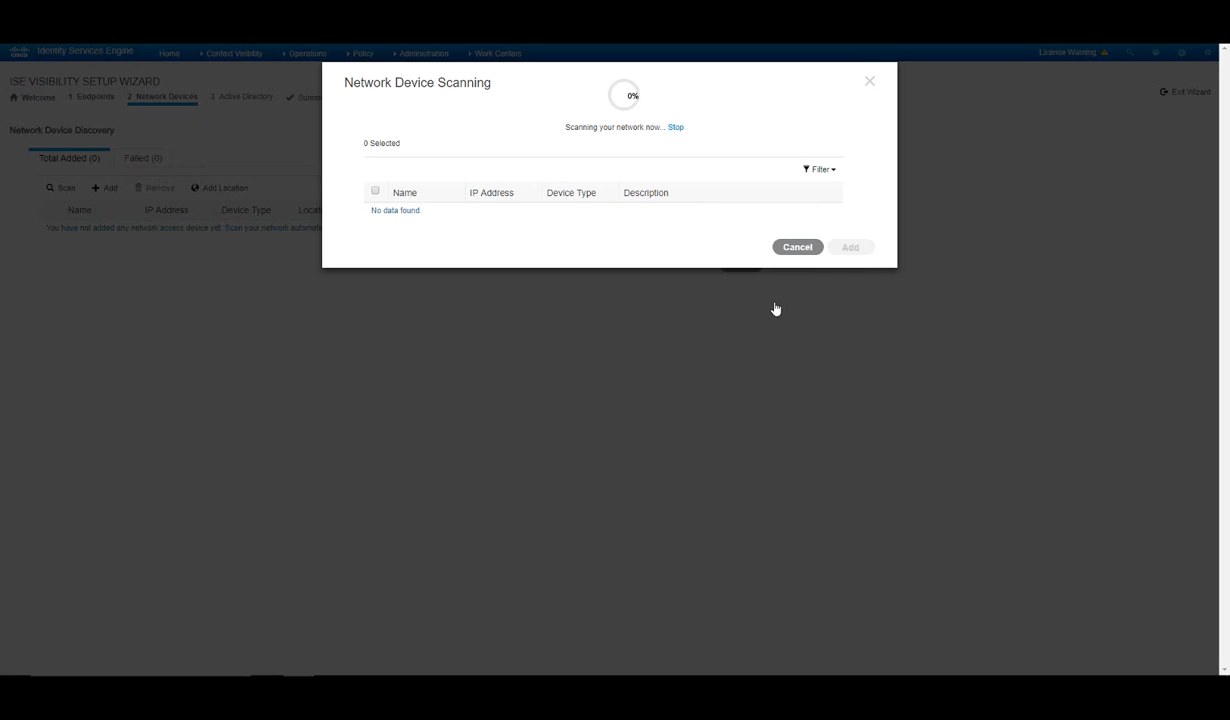 CISCO Identity Services Engine Home Context Visibility Operations Policy Administration Work Centers License Warning
ISE VISIBILITY SETUP WIZARD
Welcome 1 Endpoints 2 Network Devices 3 Active Directory Summ Exit Wizard
Network Device Discovery
Total Added (0) Failed (0)
Scan Add Remove Add Location
Name IP Address Device Type Locati
You have not added any network access device yet. Scan your network automati
Network Device Scanning
0%
Scanning your network now... Stop
0 Selected
Filter
Name IP Address Device Type Description
No data found.
Cancel Add